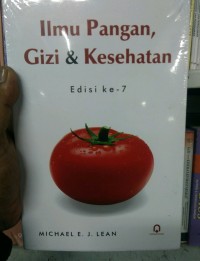 Ilmu Pangan,
Gizi & Kesehatan
Edisi ke-7
MICHAEL E. J. LEAN